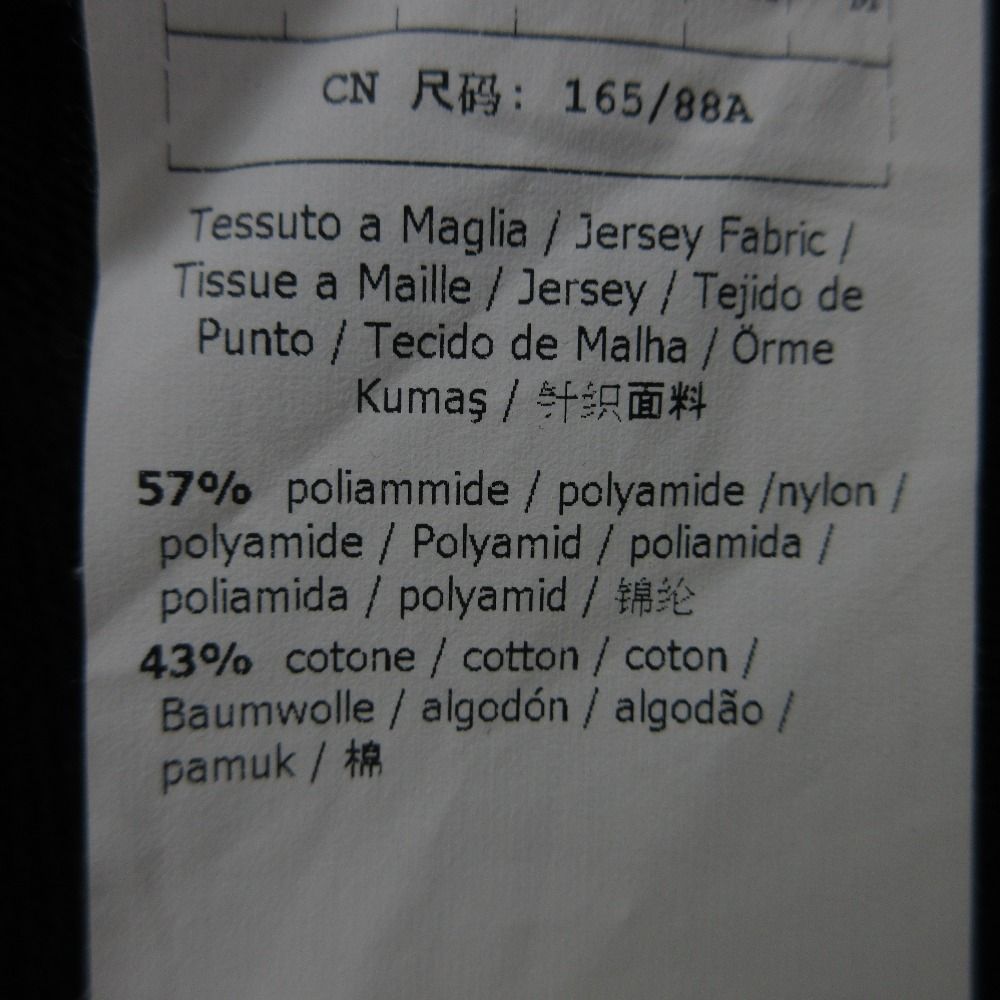 CN 尺码: 165/88A
Tessuto a Maglia / Jersey Fabric /
Tissue a Maille / Jersey / Tejido de
Punto / Tecido de Malha / Örme
Kumaş / 针织面料
57% poliammide / polyamide /nylon /
polyamide / Polyamid / poliamida /
poliamida / polyamid / 锦纶
43% cotone / cotton / coton /
Baumwolle / algodón / algodão /
pamuk / 棉